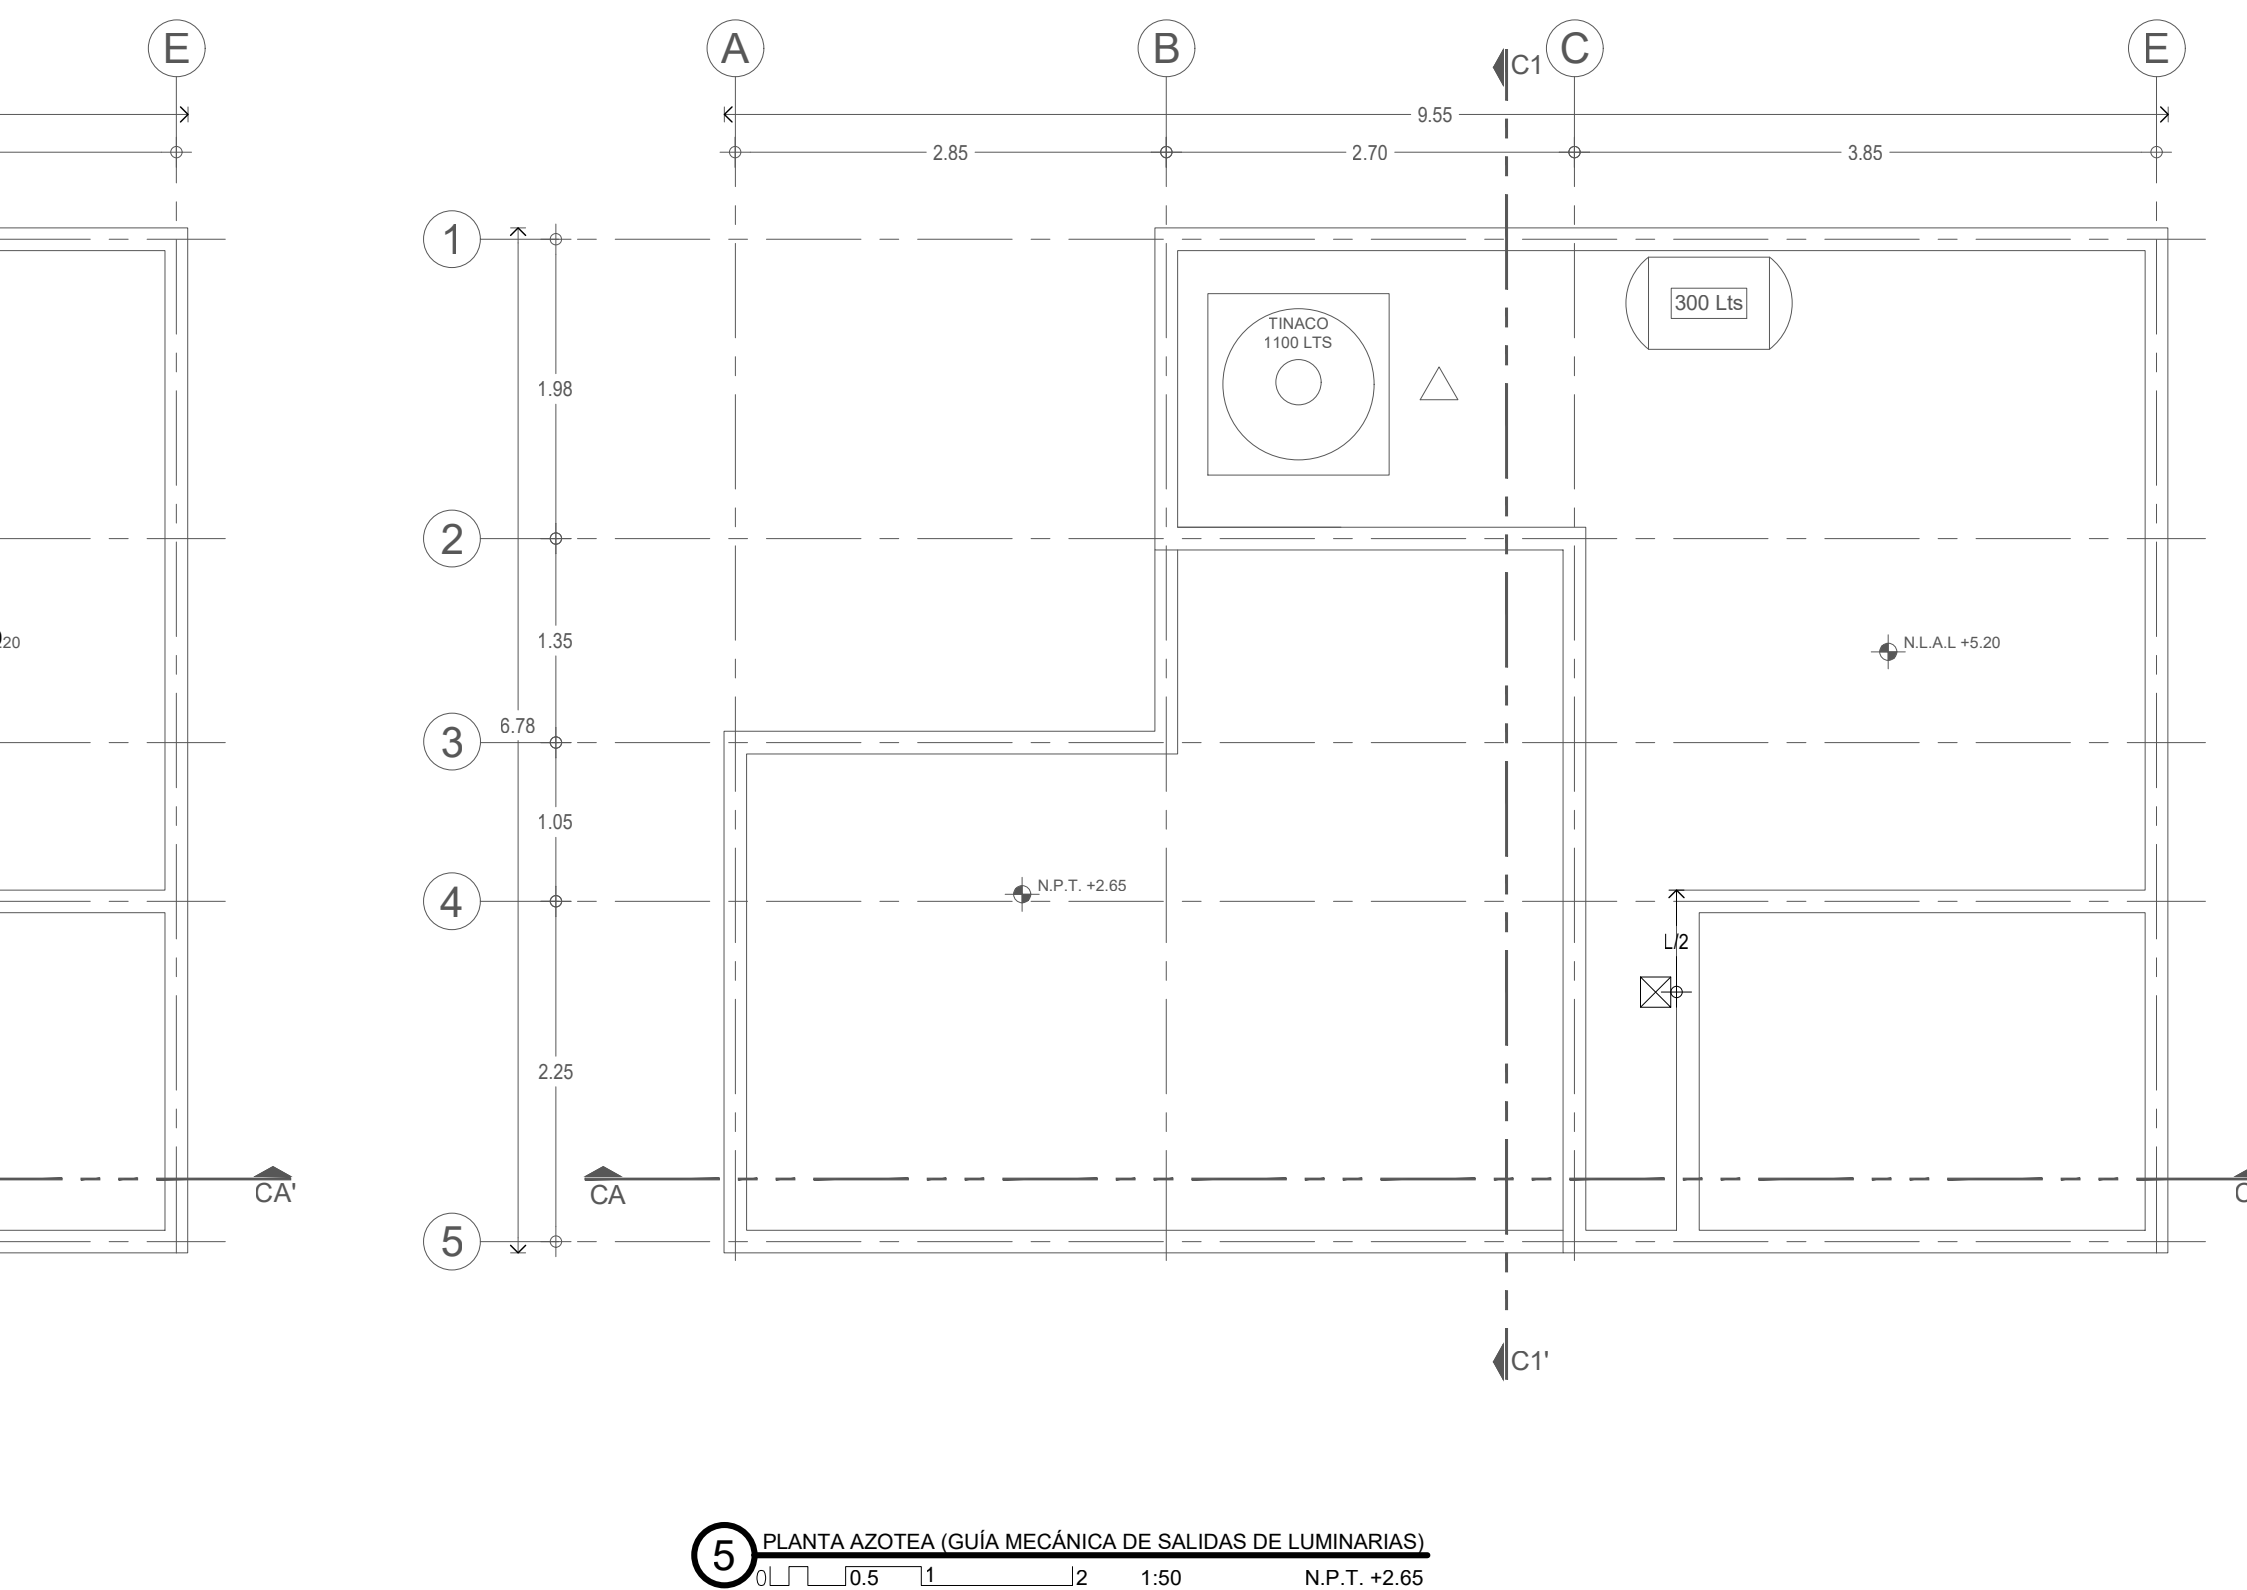 E
A
B
C1
C
E
9.55
2.85
2.70
3.85
1
300 Lts
TINACO
1100 LTS
1.98
2
1.35
.20
N.L.A.L +5.20
6.78
3
1.05
N.P.T. +2.65
4
L/2
2.25
CA'
CA
5
C1'
5
PLANTA AZOTEA (GUÍA MECÁNICA DE SALIDAS DE LUMINARIAS)
0 0.5 1 2 1:50 N.P.T. +2.65